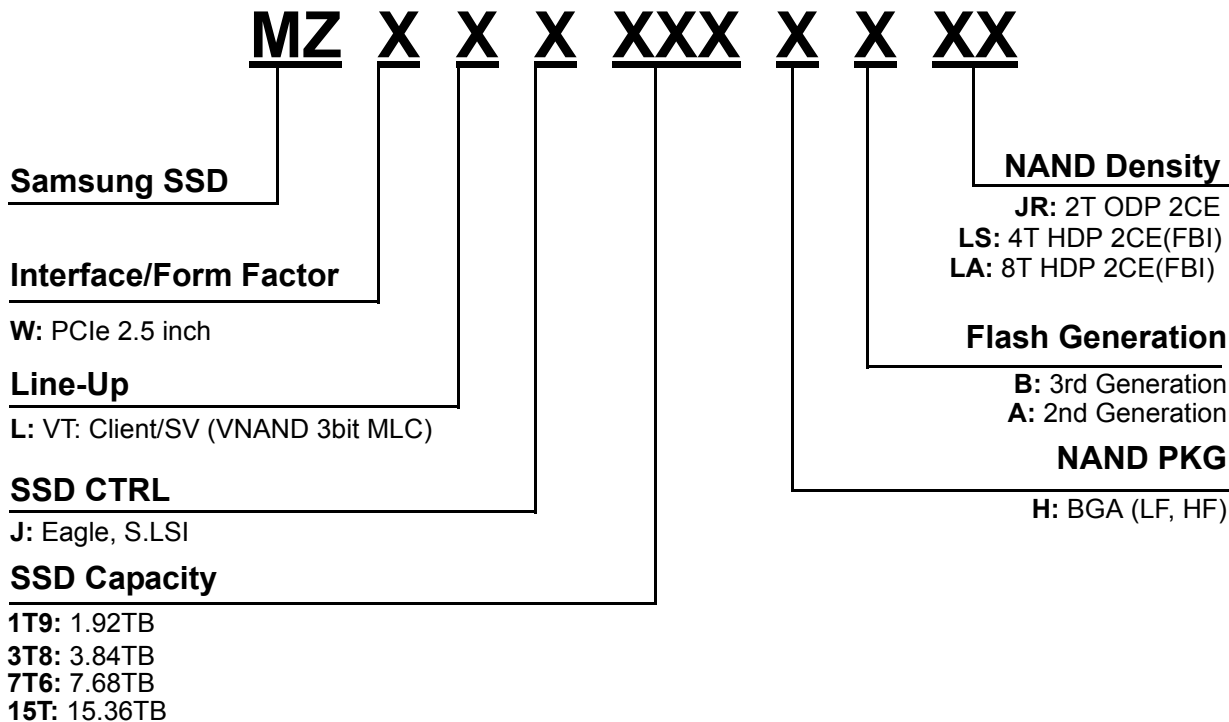 MZ X X X XXX X X XX
Samsung SSD
Interface/Form Factor
W: PCIe 2.5 inch
Line-Up
L: VT: Client/SV (VNAND 3bit MLC)
SSD CTRL
J: Eagle, S.LSI
SSD Capacity
1T9: 1.92TB
3T8: 3.84TB
7T6: 7.68TB
15T: 15.36TB
NAND Density
JR: 2T ODP 2CE
LS: 4T HDP 2CE(FBI)
LA: 8T HDP 2CE(FBI)
Flash Generation
B: 3rd Generation
A: 2nd Generation
NAND PKG
H: BGA (LF, HF)